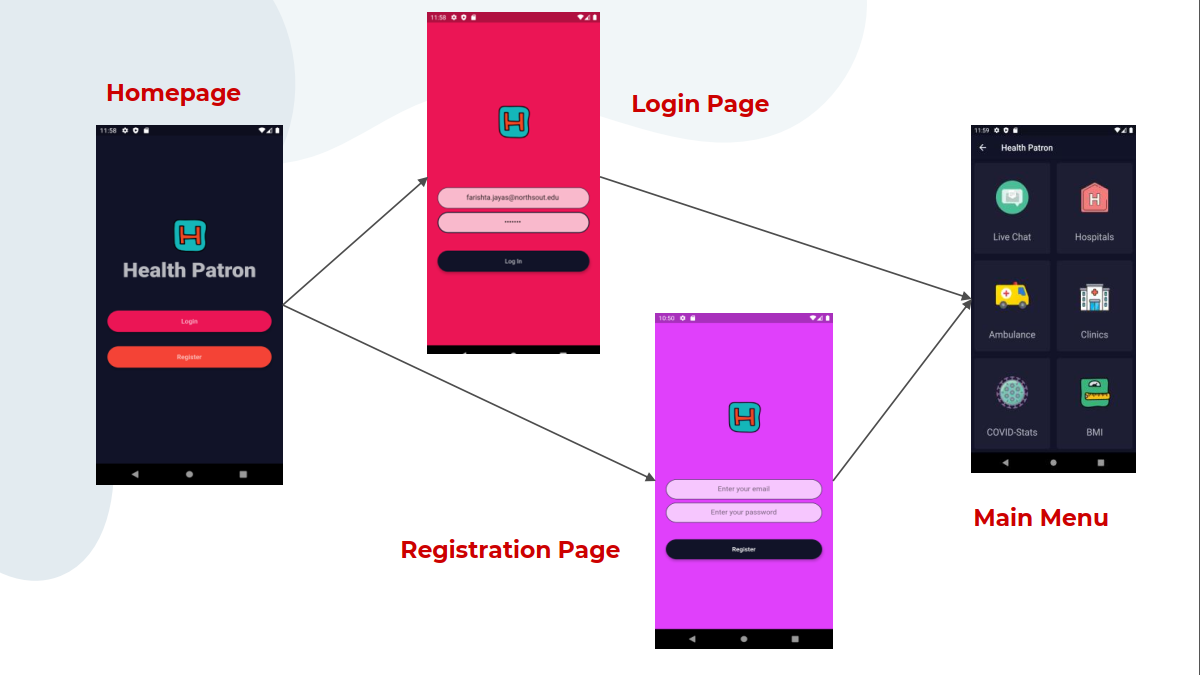 Homepage
11:58
H
Health Patron
Login
Register
Login Page
11:58
H
farishta.jayas@northsout.edu
•••••••
Log In
Registration Page
10:50
H
Enter your email
Enter your password
Register
Main Menu
11:59
Health Patron
Live Chat
H
Hospitals
Ambulance
Clinics
COVID-Stats
BMI